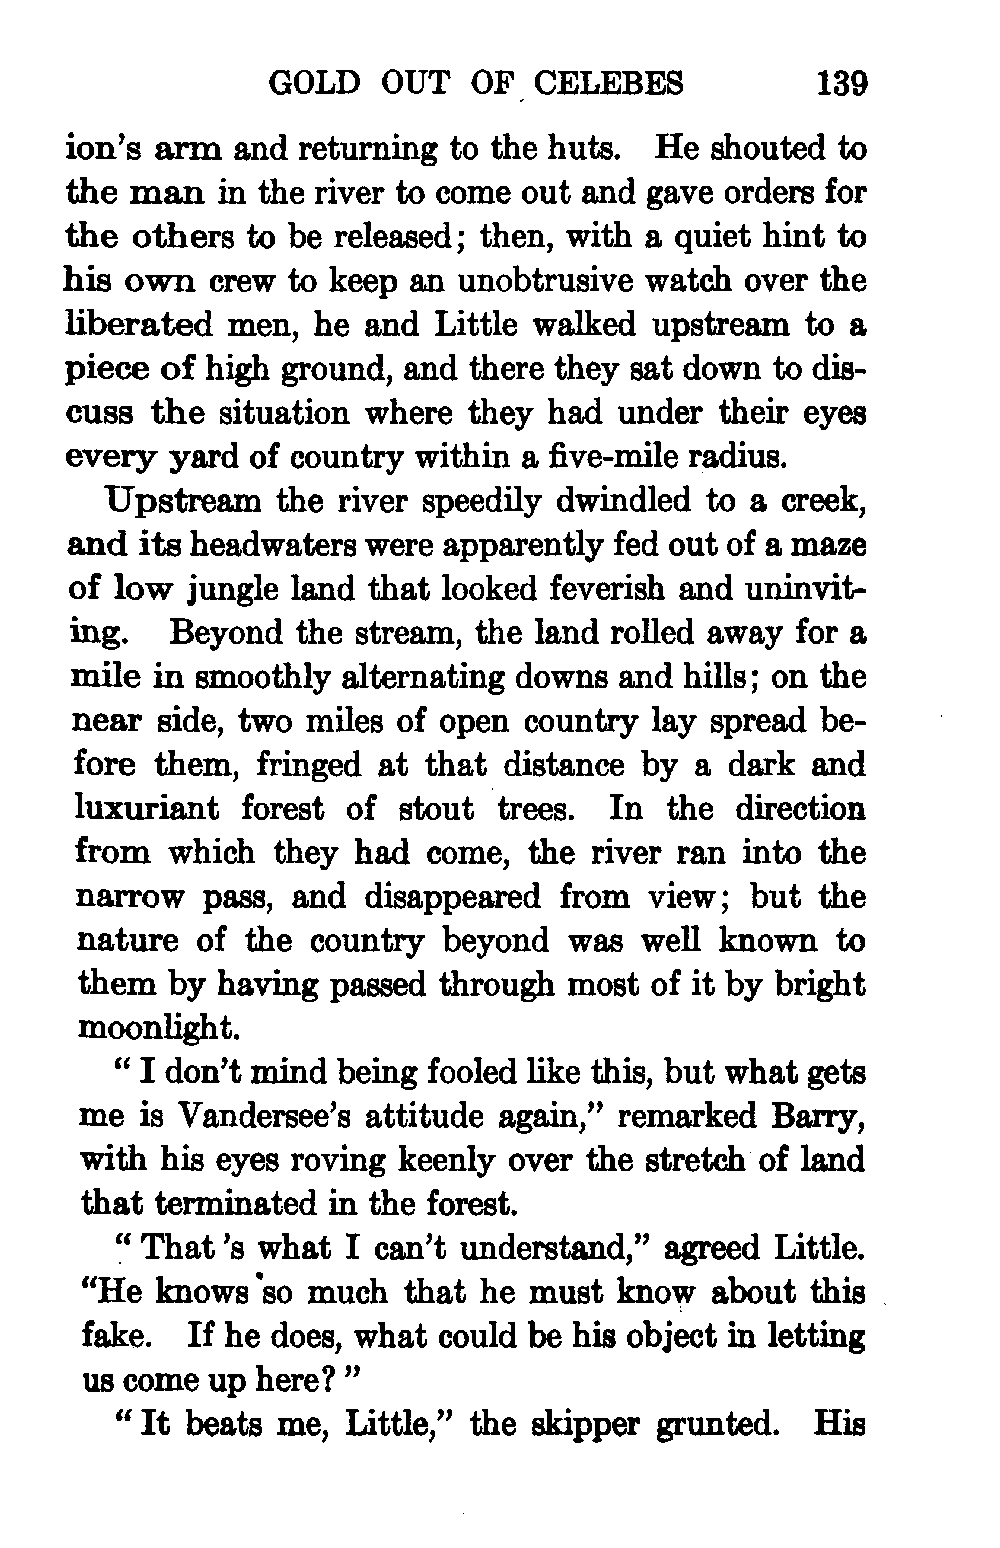 GOLD OUT OF CELEBES 139
ion's arm and returning to the huts. He shouted to
the man in the river to come out and gave orders for
the others to be released; then, with a quiet hint to
his own crew to keep an unobtrusive watch over the
liberated men, he and Little walked upstream to a
piece of high ground, and there they sat down to dis-
cuss the situation where they had under their eyes
every yard of country within a five-mile radius.
Upstream the river speedily dwindled to a creek,
and its headwaters were apparently fed out of a maze
of low jungle land that looked feverish and uninvit-
ing. Beyond the stream, the land rolled away for a
mile in smoothly alternating downs and hills; on the
near side, two miles of open country lay spread be-
fore them, fringed at that distance by a dark and
luxuriant forest of stout trees. In the direction
from which they had come, the river ran into the
narrow pass, and disappeared from view; but the
nature of the country beyond was well known to
them by having passed through most of it by bright
moonlight.
“ I don't mind being fooled like this, but what gets
me is Vandersee's attitude again,” remarked Barry,
with his eyes roving keenly over the stretch of land
that terminated in the forest.
“ That 's what I can't understand,” agreed Little.
“He knows so much that he must know about this
fake. If he does, what could be his object in letting
us come up here? ”
“ It beats me, Little,” the skipper grunted. His